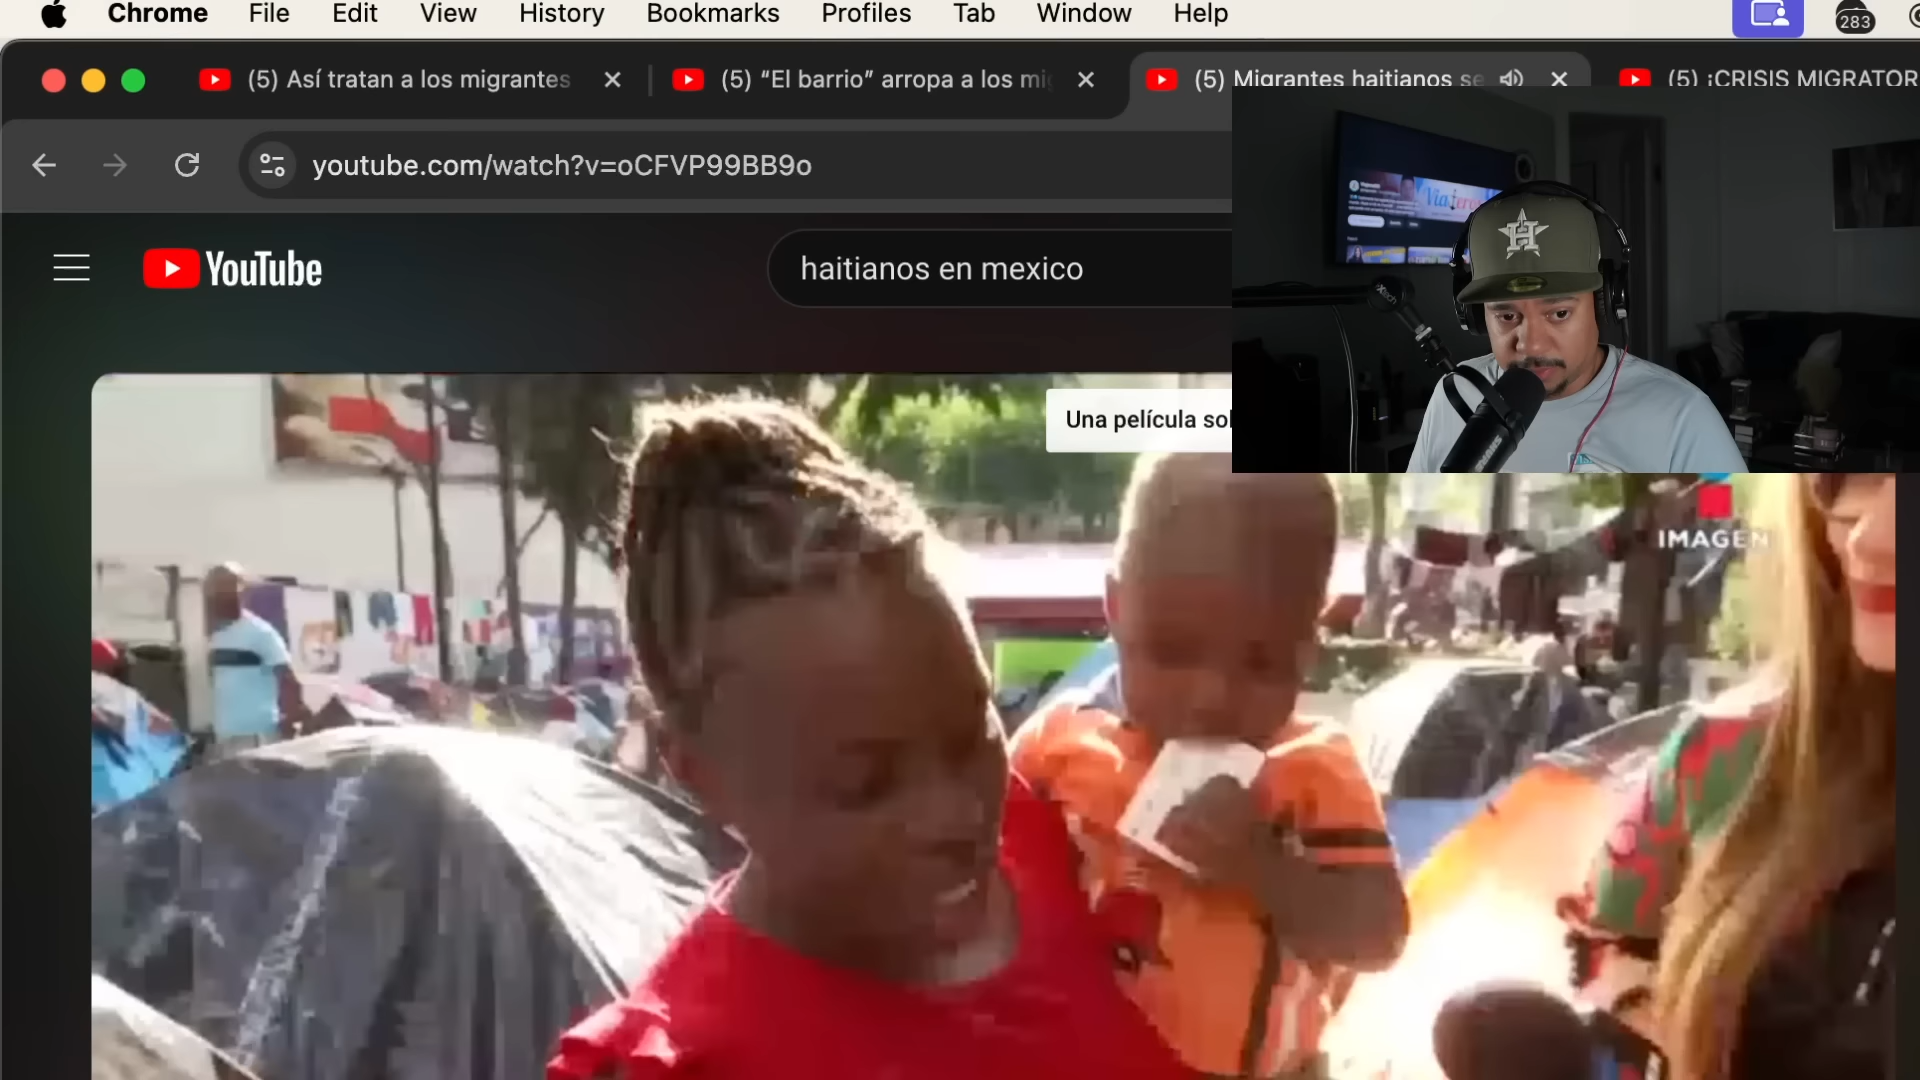 Chrome File Edit View History Bookmarks Profiles Tab Window Help
283
(5) Así tratan a los migrantes
(5) “El barrio” arropa a los mi
(5) Migrantes haitianos se
(5) ¡CRISIS MIGRATOR
youtube.com/watch?v=oCFVP99BB9o
YouTube
haitianos en mexico
H
Una película sol
IMAGEN